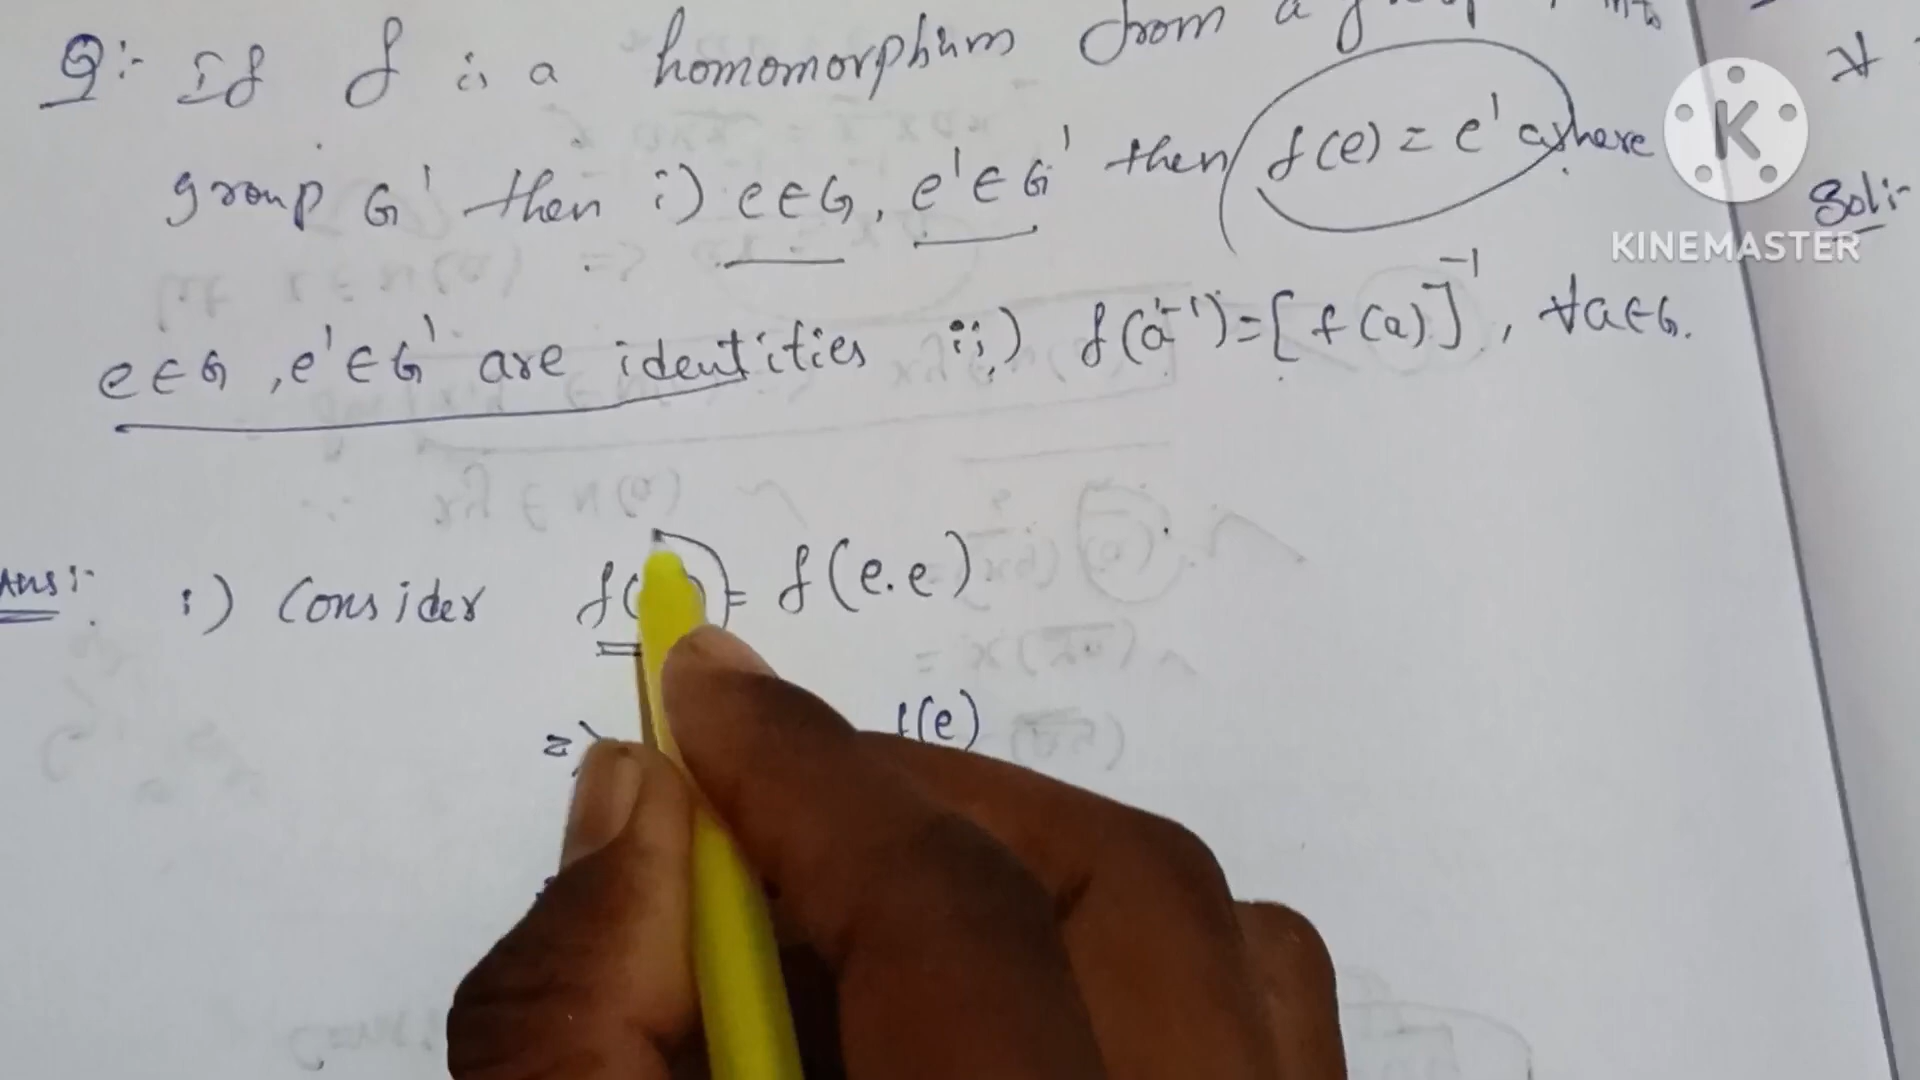 Q:- If f is a homomorphism from a
group G' then i) e∈G, e'∈G' then f(e) = e' where
e∈G, e'∈G' are identities ii) f(a⁻¹) = [f(a)]⁻¹, ∀a∈G.
Ans:- i) Consider f( ) = f(e.e)
f(e)
∀
Sol:-
K
KINEMASTER